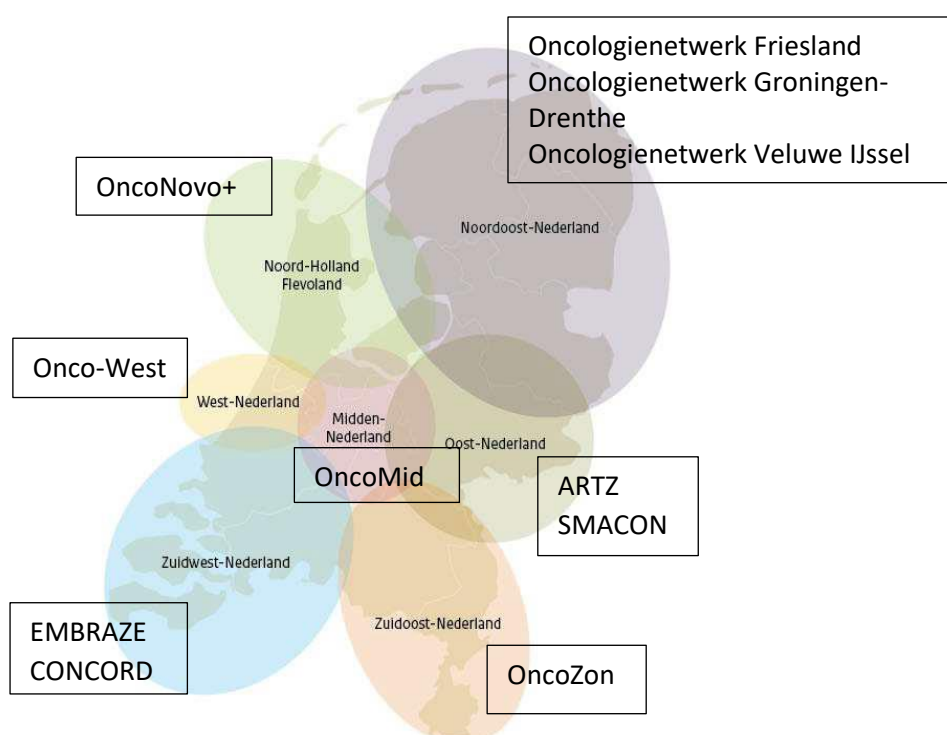 Oncologienetwerk Friesland
Oncologienetwerk Groningen-
Drenthe
Oncologienetwerk Veluwe IJssel
OncoNovo+
Noordoost-Nederland
Noord-Holland
Flevoland
Onco-West
West-Nederland
Midden-
Nederland
Oost-Nederland
OncoMid
ARTZ
SMACON
Zuidwest-Nederland
Zuidoost-Nederland
EMBRAZE
CONCORD
OncoZon